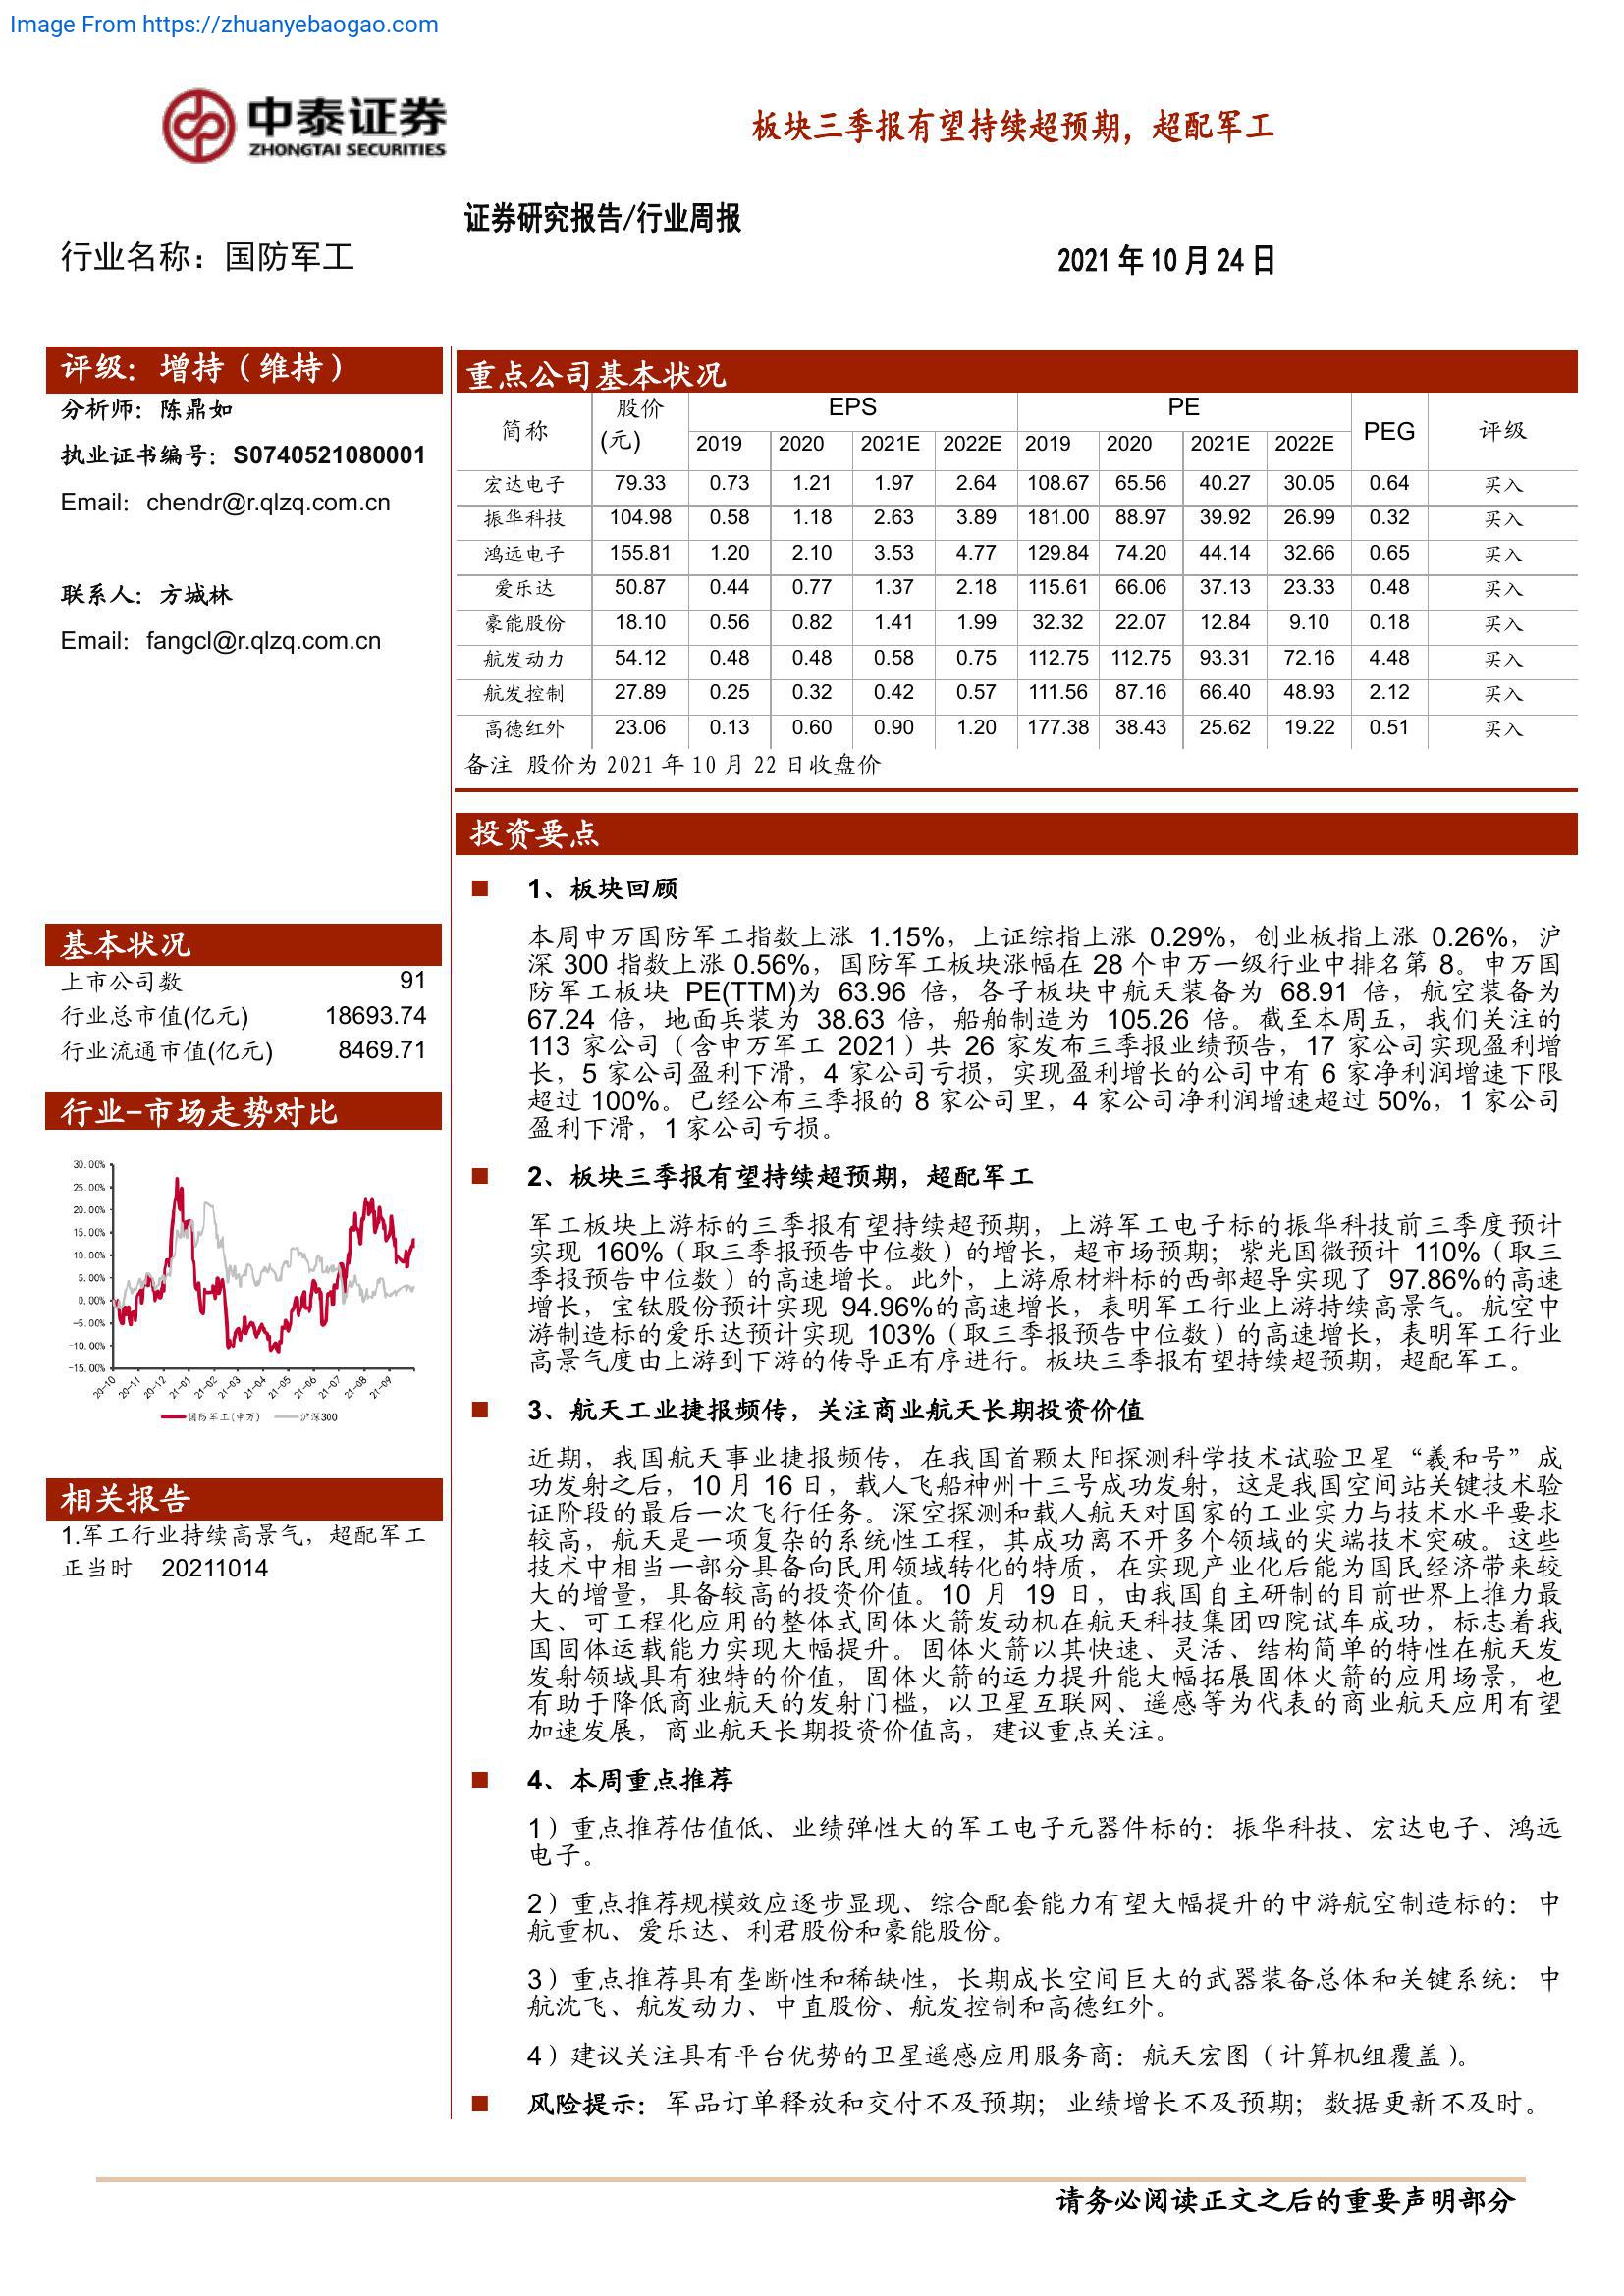 Image From https://zhuanyebaogao.com
中泰证券
ZHONGTAI SECURITIES
板块三季报有望持续超预期，超配军工
证券研究报告/行业周报
行业名称：国防军工
2021 年 10 月 24 日
评级：增持（维持）
分析师：陈鼎如
执业证书编号：S0740521080001
Email：chendr@r.qlzq.com.cn
联系人：方城林
Email：fangcl@r.qlzq.com.cn
基本状况
上市公司数 91
行业总市值(亿元) 18693.74
行业流通市值(亿元) 8469.71
行业-市场走势对比
30.00%
25.00%
20.00%
15.00%
10.00%
5.00%
0.00%
-5.00%
-10.00%
-15.00%
20-10 20-11 20-12 21-01 21-02 21-03 21-04 21-05 21-06 21-07 21-08 21-09
国防军工(申万) 沪深300
相关报告
1.军工行业持续高景气，超配军工
正当时 20211014
重点公司基本状况
简称 股价(元) EPS PE PEG 评级
2019 2020 2021E 2022E 2019 2020 2021E 2022E
宏达电子 79.33 0.73 1.21 1.97 2.64 108.67 65.56 40.27 30.05 0.64 买入
振华科技 104.98 0.58 1.18 2.63 3.89 181.00 88.97 39.92 26.99 0.32 买入
鸿远电子 155.81 1.20 2.10 3.53 4.77 129.84 74.20 44.14 32.66 0.65 买入
爱乐达 50.87 0.44 0.77 1.37 2.18 115.61 66.06 37.13 23.33 0.48 买入
豪能股份 18.10 0.56 0.82 1.41 1.99 32.32 22.07 12.84 9.10 0.18 买入
航发动力 54.12 0.48 0.48 0.58 0.75 112.75 112.75 93.31 72.16 4.48 买入
航发控制 27.89 0.25 0.32 0.42 0.57 111.56 87.16 66.40 48.93 2.12 买入
高德红外 23.06 0.13 0.60 0.90 1.20 177.38 38.43 25.62 19.22 0.51 买入
备注 股价为 2021 年 10 月 22 日收盘价
投资要点
1、板块回顾
本周申万国防军工指数上涨 1.15%，上证综指上涨 0.29%，创业板指上涨 0.26%，沪
深 300 指数上涨 0.56%，国防军工板块涨幅在 28 个申万一级行业中排名第 8。申万国
防军工板块 PE(TTM)为 63.96 倍，各子板块中航天装备为 68.91 倍，航空装备为
67.24 倍，地面兵装为 38.63 倍，船舶制造为 105.26 倍。截至本周五，我们关注的
113 家公司（含申万军工 2021）共 26 家发布三季报业绩预告，17 家公司实现盈利增
长，5 家公司盈利下滑，4 家公司亏损，实现盈利增长的公司中有 6 家净利润增速下限
超过 100%。已经公布三季报的 8 家公司里，4 家公司净利润增速超过 50%，1 家公司
盈利下滑，1 家公司亏损。
2、板块三季报有望持续超预期，超配军工
军工板块上游标的三季报有望持续超预期，上游军工电子标的振华科技前三季度预计
实现 160%（取三季报预告中位数）的增长，超市场预期；紫光国微预计 110%（取三
季报预告中位数）的高速增长。此外，上游原材料标的西部超导实现了 97.86%的高速
增长，宝钛股份预计实现 94.96%的高速增长，表明军工行业上游持续高景气。航空中
游制造标的爱乐达预计实现 103%（取三季报预告中位数）的高速增长，表明军工行业
高景气度由上游到下游的传导正有序进行。板块三季报有望持续超预期，超配军工。
3、航天工业捷报频传，关注商业航天长期投资价值
近期，我国航天事业捷报频传，在我国首颗太阳探测科学技术试验卫星“羲和号”成
功发射之后，10 月 16 日，载人飞船神州十三号成功发射，这是我国空间站关键技术验
证阶段的最后一次飞行任务。深空探测和载人航天对国家的工业实力与技术水平要求
较高，航天是一项复杂的系统性工程，其成功离不开多个领域的尖端技术突破。这些
技术中相当一部分具备向民用领域转化的特质，在实现产业化后能为国民经济带来较
大的增量，具备较高的投资价值。10 月 19 日，由我国自主研制的目前世界上推力最
大、可工程化应用的整体式固体火箭发动机在航天科技集团四院试车成功，标志着我
国固体运载能力实现大幅提升。固体火箭以其快速、灵活、结构简单的特性在航天发
发射领域具有独特的价值，固体火箭的运力提升能大幅拓展固体火箭的应用场景，也
有助于降低商业航天的发射门槛，以卫星互联网、遥感等为代表的商业航天应用有望
加速发展，商业航天长期投资价值高，建议重点关注。
4、本周重点推荐
1）重点推荐估值低、业绩弹性大的军工电子元器件标的：振华科技、宏达电子、鸿远
电子。
2）重点推荐规模效应逐步显现、综合配套能力有望大幅提升的中游航空制造标的：中
航重机、爱乐达、利君股份和豪能股份。
3）重点推荐具有垄断性和稀缺性，长期成长空间巨大的武器装备总体和关键系统：中
航沈飞、航发动力、中直股份、航发控制和高德红外。
4）建议关注具有平台优势的卫星遥感应用服务商：航天宏图（计算机组覆盖）。
风险提示：军品订单释放和交付不及预期；业绩增长不及预期；数据更新不及时。
请务必阅读正文之后的重要声明部分